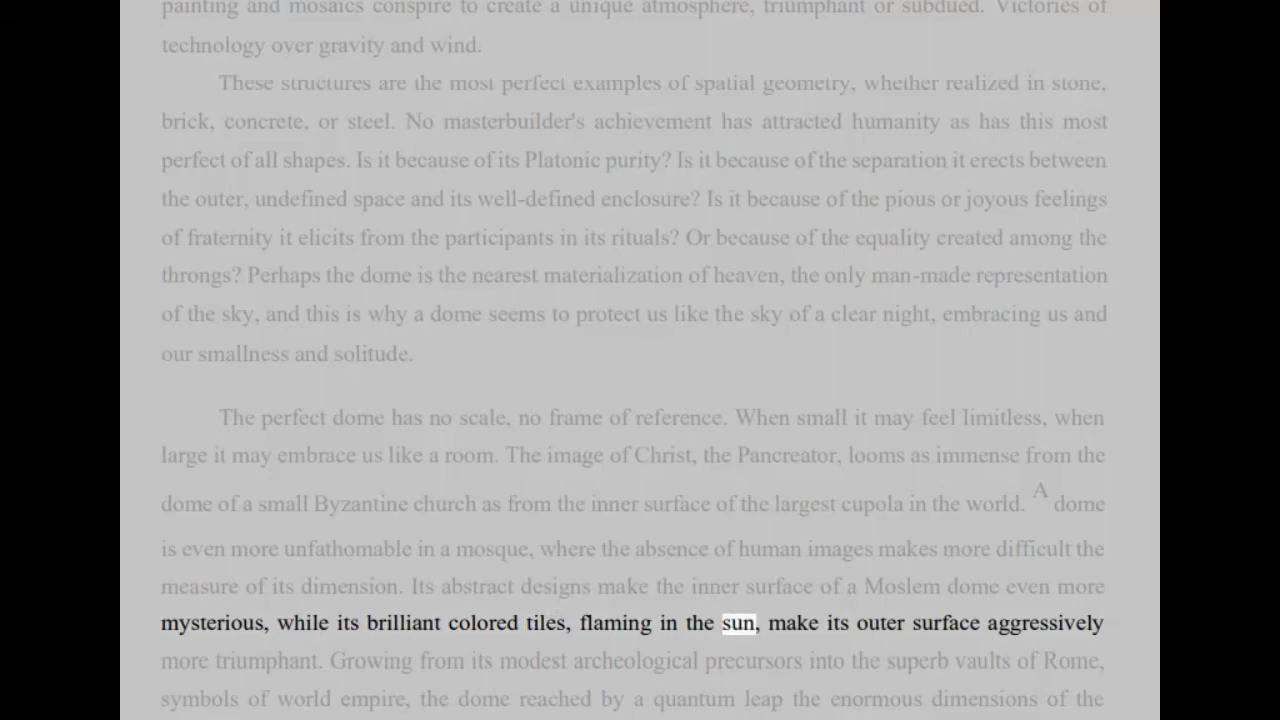 painting and mosaics conspire to create a unique atmosphere, triumphant or subdued. Victories of
technology over gravity and wind.
These structures are the most perfect examples of spatial geometry, whether realized in stone,
brick, concrete, or steel. No masterbuilder's achievement has attracted humanity as has this most
perfect of all shapes. Is it because of its Platonic purity? Is it because of the separation it erects between
the outer, undefined space and its well-defined enclosure? Is it because of the pious or joyous feelings
of fraternity it elicits from the participants in its rituals? Or because of the equality created among the
throngs? Perhaps the dome is the nearest materialization of heaven, the only man-made representation
of the sky, and this is why a dome seems to protect us like the sky of a clear night, embracing us and
our smallness and solitude.
The perfect dome has no scale, no frame of reference. When small it may feel limitless, when
large it may embrace us like a room. The image of Christ, the Pancreator, looms as immense from the
dome of a small Byzantine church as from the inner surface of the largest cupola in the world. A dome
is even more unfathomable in a mosque, where the absence of human images makes more difficult the
measure of its dimension. Its abstract designs make the inner surface of a Moslem dome even more
mysterious, while its brilliant colored tiles, flaming in the sun, make its outer surface aggressively
more triumphant. Growing from its modest archeological precursors into the superb vaults of Rome,
symbols of world empire, the dome reached by a quantum leap the enormous dimensions of the